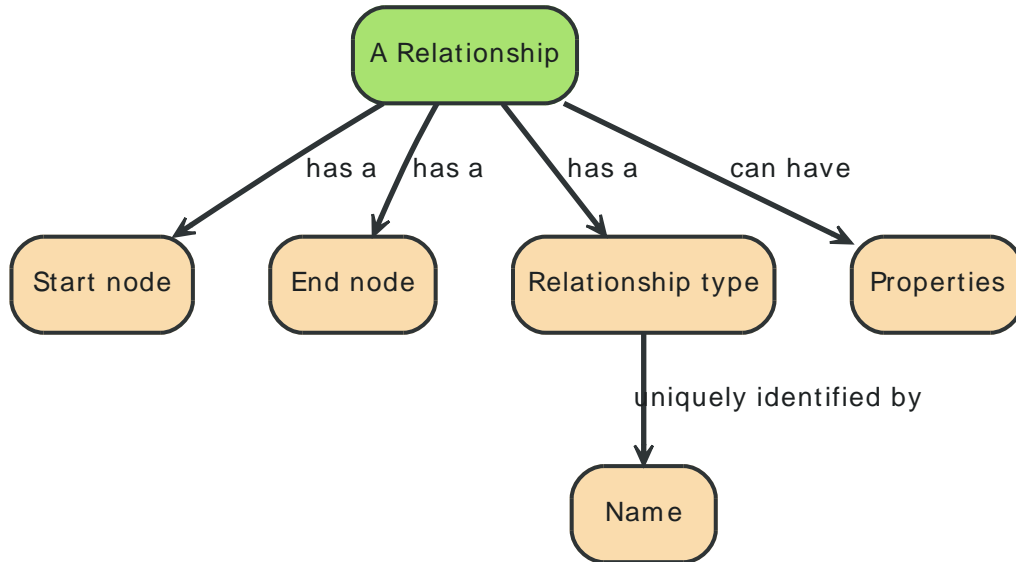 A Relationship
has a
has a
has a
can have
Start node
End node
Relationship type
Properties
uniquely identified by
Name